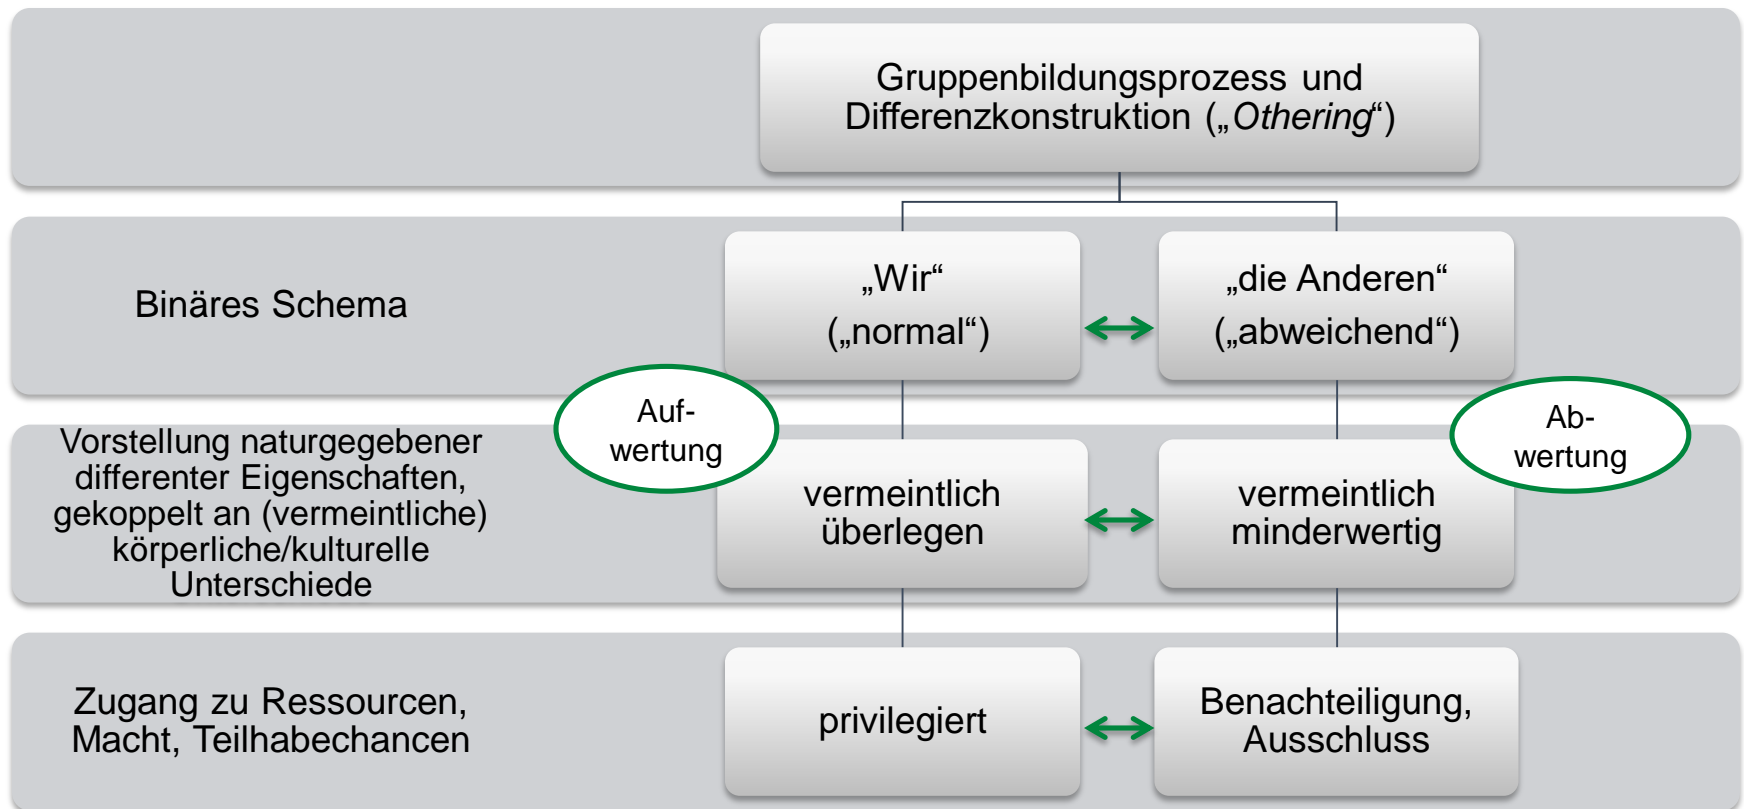 Gruppenbildungsprozess und
Differenzkonstruktion („Othering“)
Binäres Schema
„Wir“
(„normal“)
„die Anderen“
(„abweichend“)
Auf-
wertung
Ab-
wertung
Vorstellung naturgegebener
differenter Eigenschaften,
gekoppelt an (vermeintliche)
körperliche/kulturelle
Unterschiede
vermeintlich
überlegen
vermeintlich
minderwertig
Zugang zu Ressourcen,
Macht, Teilhabechancen
privilegiert
Benachteiligung,
Ausschluss